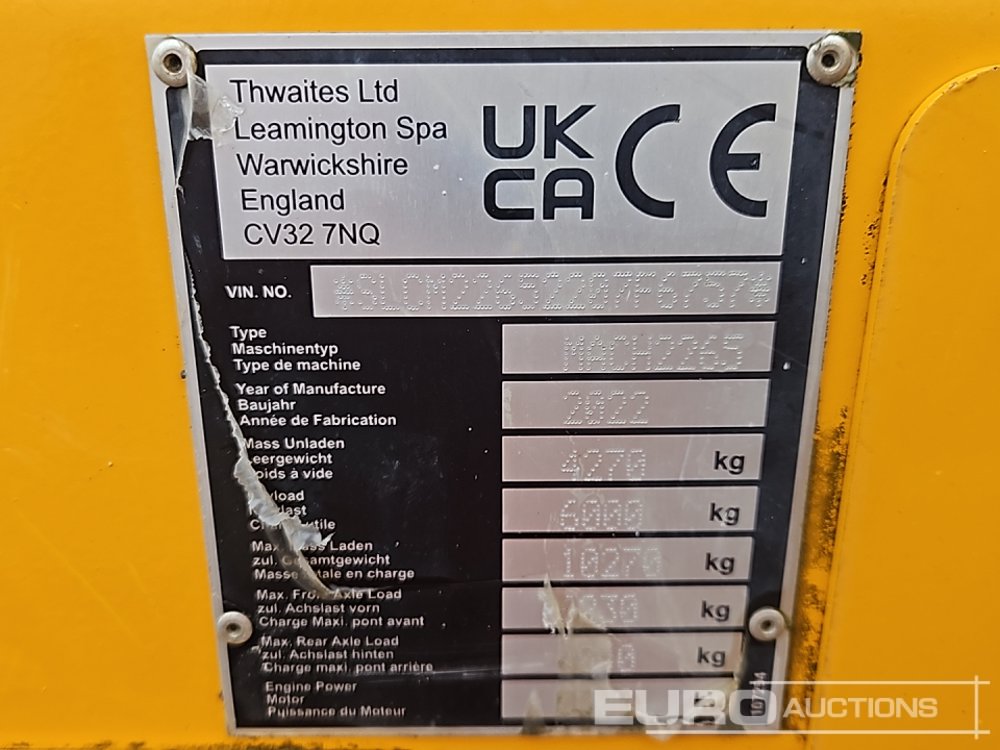 Thwaites Ltd
Leamington Spa
Warwickshire
England
CV32 7NQ
UK
CA
CE
VIN. NO. *SLCM22652207F6757*
Type
Maschinentyp
Type de machine
MACH2265
Year of Manufacture
Baujahr
Année de Fabrication
2022
Mass Unladen
Leergewicht
Poids à vide
4270 kg
6000 kg
Max. Mass Laden
zul. Gesamtgewicht
Masse totale en charge
10270 kg
Max. Front Axle Load
zul. Achslast vorn
Charge Maxi. pont avant
kg
Max. Rear Axle Load
zul. Achslast hinten
Charge maxi. pont arrière
kg
Engine Power
Motor
Puissance du Moteur
EURO AUCTIONS